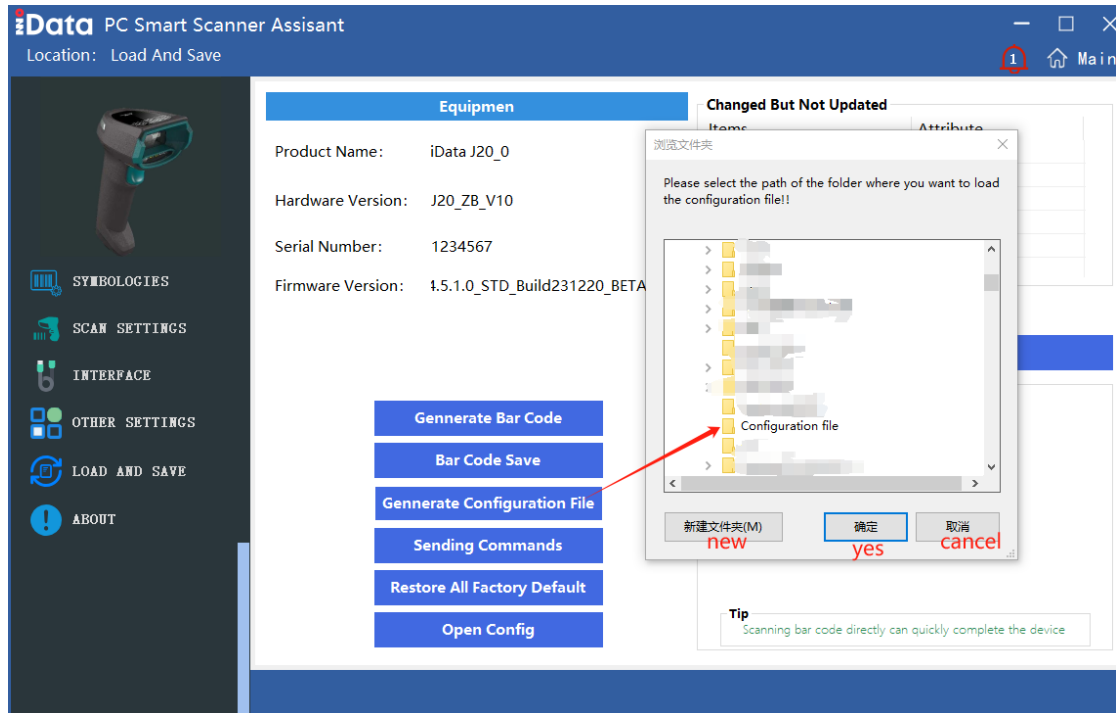 iData PC Smart Scanner Assisant
Location: Load And Save
1
Main
Equipmen
Product Name: iData J20_0
Hardware Version: J20_ZB_V10
Serial Number: 1234567
Firmware Version: 4.5.1.0_STD_Build231220_BETA
SYMBOLOGIES
SCAN SETTINGS
INTERFACE
OTHER SETTINGS
LOAD AND SAVE
ABOUT
Gennerate Bar Code
Bar Code Save
Gennerate Configuration File
Sending Commands
Restore All Factory Default
Open Config
Changed But Not Updated
Items Attribute
浏览文件夹
Please select the path of the folder where you want to load
the configuration file!!
Configuration file
新建文件夹(M) 确定 取消
new yes cancel
Tip
Scanning bar code directly can quickly complete the device